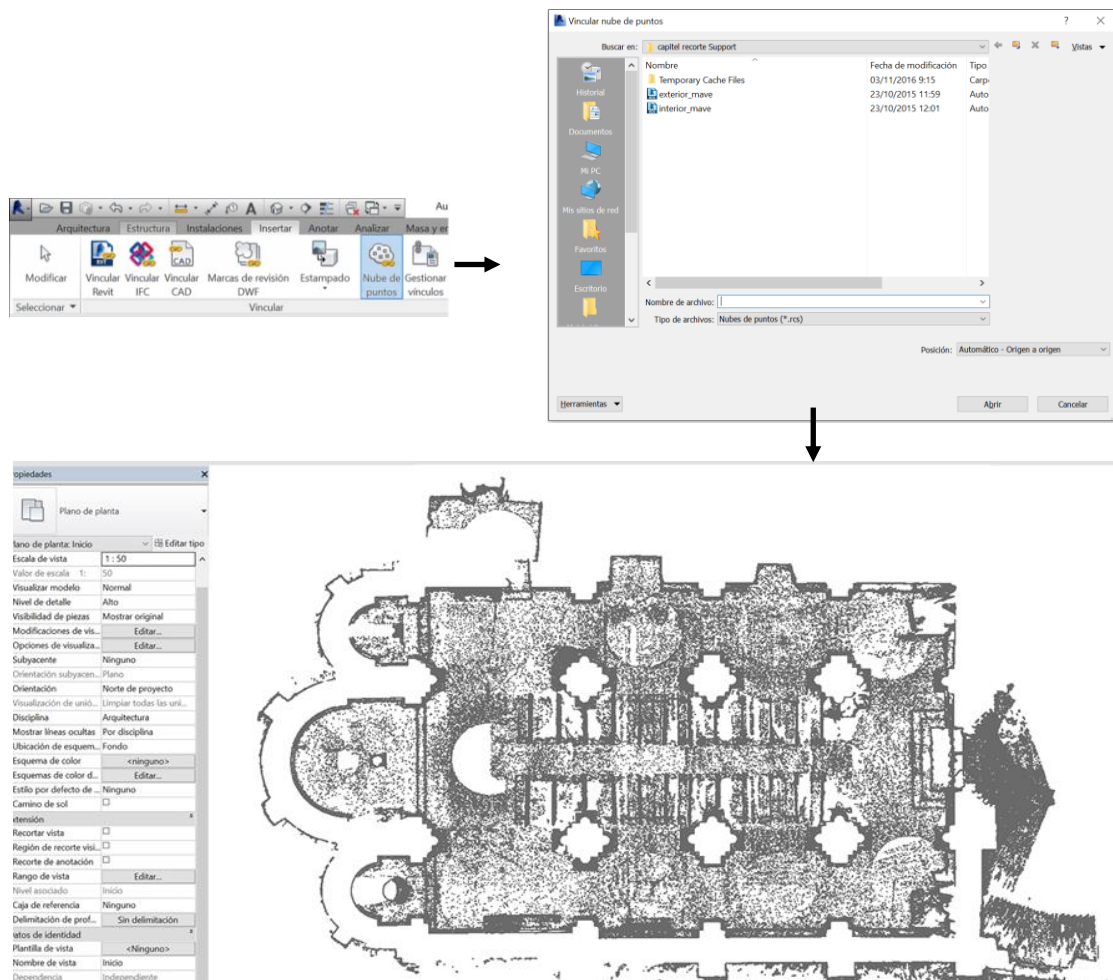 Vincular nube de puntos
? X
Buscar en: capitel recorte Support
Vistas
Nombre Fecha de modificación Tipo
Temporary Cache Files 03/11/2016 9:15 Carp
exterior_mave 23/10/2015 11:59 Auto
interior_mave 23/10/2015 12:01 Auto
Historial
Documentos
Mi PC
Mis sitios de red
Favoritos
Escritorio
Nombre de archivo:
Tipo de archivos: Nubes de puntos (*.rcs)
Posición: Automático - Origen a origen
Herramientas
Abrir Cancelar
Au
Arquitectura Estructura Instalaciones Insertar Anotar Analizar Masa y em
Modificar
Vincular Revit
Vincular IFC
CAD
Vincular CAD
Marcas de revisión DWF
Estampado
Nube de puntos
Gestionar vínculos
Seleccionar
Vincular
ropiedades X
Plano de planta
lano de planta: Inicio Editar tipo
Escala de vista 1 : 50
Valor de escala 1: 50
Visualizar modelo Normal
Nivel de detalle Alto
Visibilidad de piezas Mostrar original
Modificaciones de vis... Editar...
Opciones de visualiza... Editar...
Subyacente Ninguno
Orientación subyacen... Plano
Orientación Norte de proyecto
Visualización de unió... Limpiar todas las uni...
Disciplina Arquitectura
Mostrar líneas ocultas Por disciplina
Ubicación de esquem... Fondo
Esquema de color <ninguno>
Esquemas de color d... Editar...
Estilo por defecto de ... Ninguno
Camino de sol
xtensión
Recortar vista
Región de recorte visi...
Recorte de anotación
Rango de vista Editar...
Nivel asociado Inicio
Caja de referencia Ninguno
Delimitación de prof... Sin delimitación
atos de identidad
Plantilla de vista <Ninguno>
Nombre de vista Inicio
Dependencia Independiente